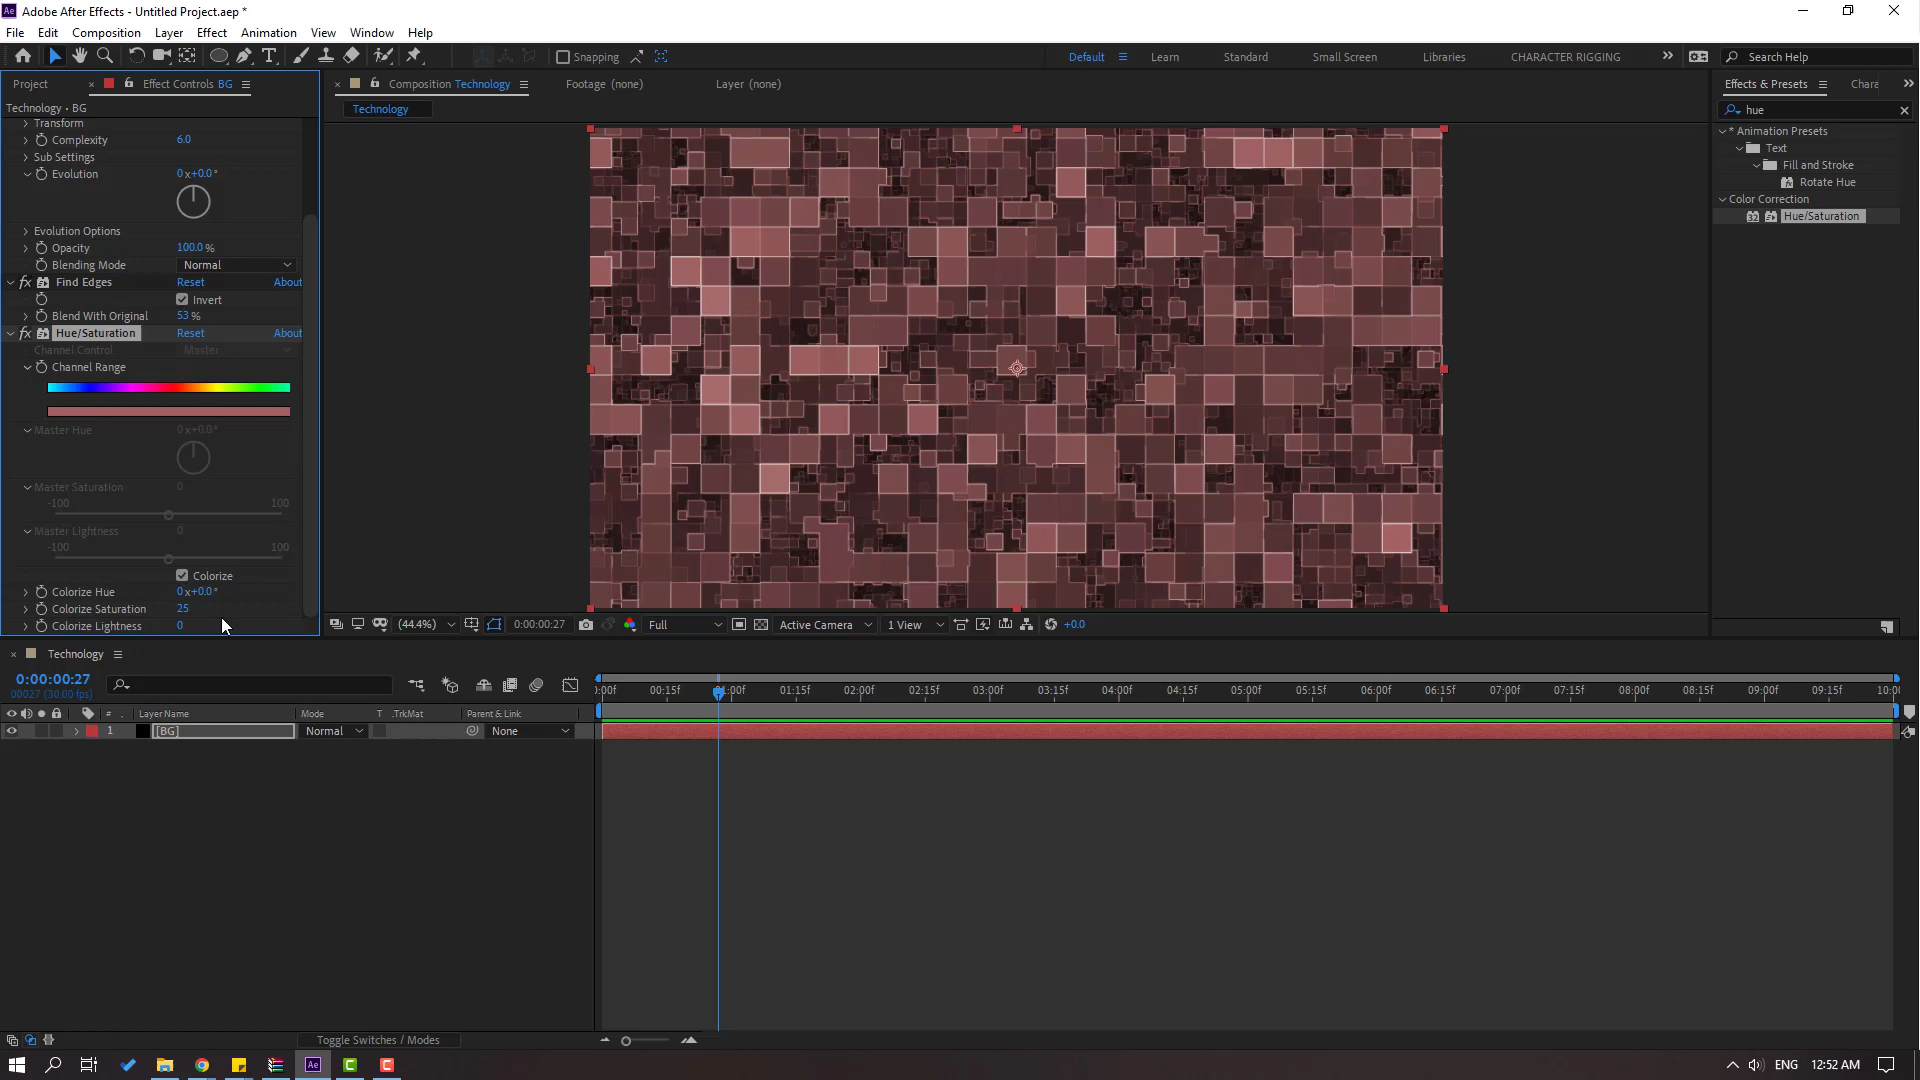 Adobe After Effects - Untitled Project.aep *
File Edit Composition Layer Effect Animation View Window Help
Snapping
Default Learn Standard Small Screen Libraries CHARACTER RIGGING Search Help
Project
Effect Controls BG
Composition Technology
Footage (none)
Layer (none)
Effects & Presets
Chara
Technology • BG
Technology
hue
Transform
Complexity 6.0
Sub Settings
Evolution 0x+0.0°
Evolution Options
Opacity 100.0 %
Blending Mode Normal
fx Find Edges Reset About
Invert
Blend With Original 53 %
fx Hue/Saturation Reset About
Channel Control Master
Channel Range
Master Hue 0x+0.0°
Master Saturation 0
-100 100
Master Lightness 0
-100 100
Colorize
Colorize Hue 0x+0.0°
Colorize Saturation 25
Colorize Lightness 0
* Animation Presets
Text
Fill and Stroke
Rotate Hue
Color Correction
32 Hue/Saturation
(44.4%) 0:00:00:27 Full Active Camera 1 View +0.0
Technology
0:00:00:27
00027 (30.00 fps)
):00f 00:15f 01:00f 01:15f 02:00f 02:15f 03:00f 03:15f 04:00f 04:15f 05:00f 05:15f 06:00f 06:15f 07:00f 07:15f 08:00f 08:15f 09:00f 09:15f 10:0(
# . Layer Name Mode T .TrkMat Parent & Link
1 [BG] Normal None
Toggle Switches / Modes
Ae
C
C
ENG 12:52 AM